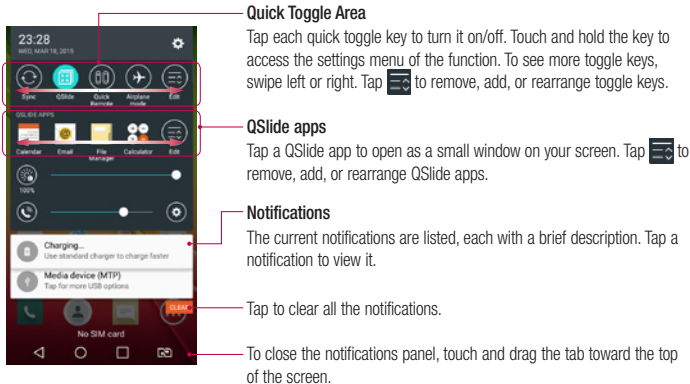 23:28
WED, MAR 18, 2015
Sync
QSlide
Quick Remote
Airplane mode
Edit
QSLIDE APPS
Calendar
Email
File Manager
Calculator
Edit
100%
Charging...
Use standard charger to charge faster
Media device (MTP)
Tap for more USB options
CLEAR
No SIM card
Quick Toggle Area
Tap each quick toggle key to turn it on/off. Touch and hold the key to
access the settings menu of the function. To see more toggle keys,
swipe left or right. Tap to remove, add, or rearrange toggle keys.
QSlide apps
Tap a QSlide app to open as a small window on your screen. Tap to
remove, add, or rearrange QSlide apps.
Notifications
The current notifications are listed, each with a brief description. Tap a
notification to view it.
Tap to clear all the notifications.
To close the notifications panel, touch and drag the tab toward the top
of the screen.